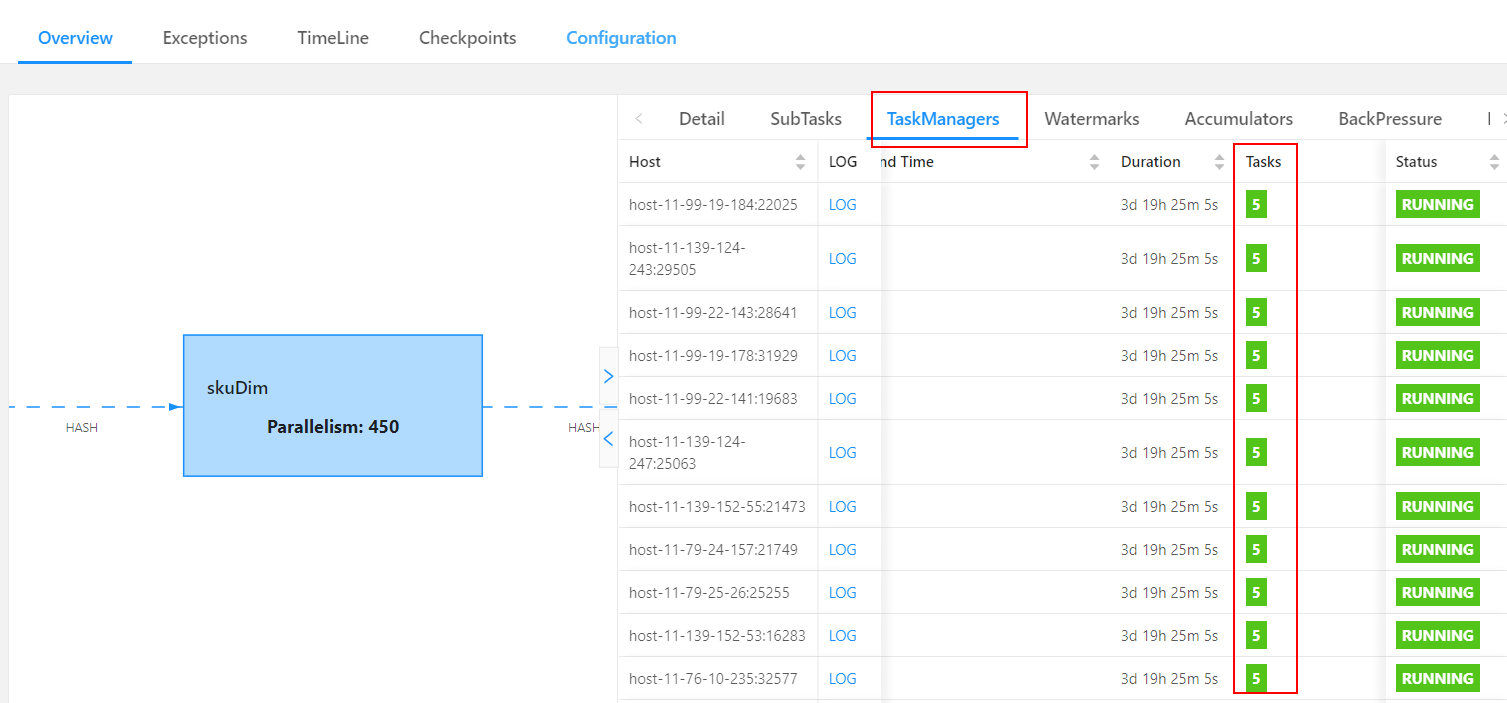 Overview Exceptions TimeLine Checkpoints Configuration
Detail SubTasks TaskManagers Watermarks Accumulators BackPressure
Host LOG nd Time Duration Tasks Status
host-11-99-19-184:22025 LOG 3d 19h 25m 5s 5 RUNNING
host-11-139-124-
243:29505 LOG 3d 19h 25m 5s 5 RUNNING
host-11-99-22-143:28641 LOG 3d 19h 25m 5s 5 RUNNING
host-11-99-19-178:31929 LOG 3d 19h 25m 5s 5 RUNNING
host-11-99-22-141:19683 LOG 3d 19h 25m 5s 5 RUNNING
host-11-139-124-
247:25063 LOG 3d 19h 25m 5s 5 RUNNING
host-11-139-152-55:21473 LOG 3d 19h 25m 5s 5 RUNNING
host-11-79-24-157:21749 LOG 3d 19h 25m 5s 5 RUNNING
host-11-79-25-26:25255 LOG 3d 19h 25m 5s 5 RUNNING
host-11-139-152-53:16283 LOG 3d 19h 25m 5s 5 RUNNING
host-11-76-10-235:32577 LOG 3d 19h 25m 5s 5 RUNNING
skuDim
Parallelism: 450
HASH
HASH